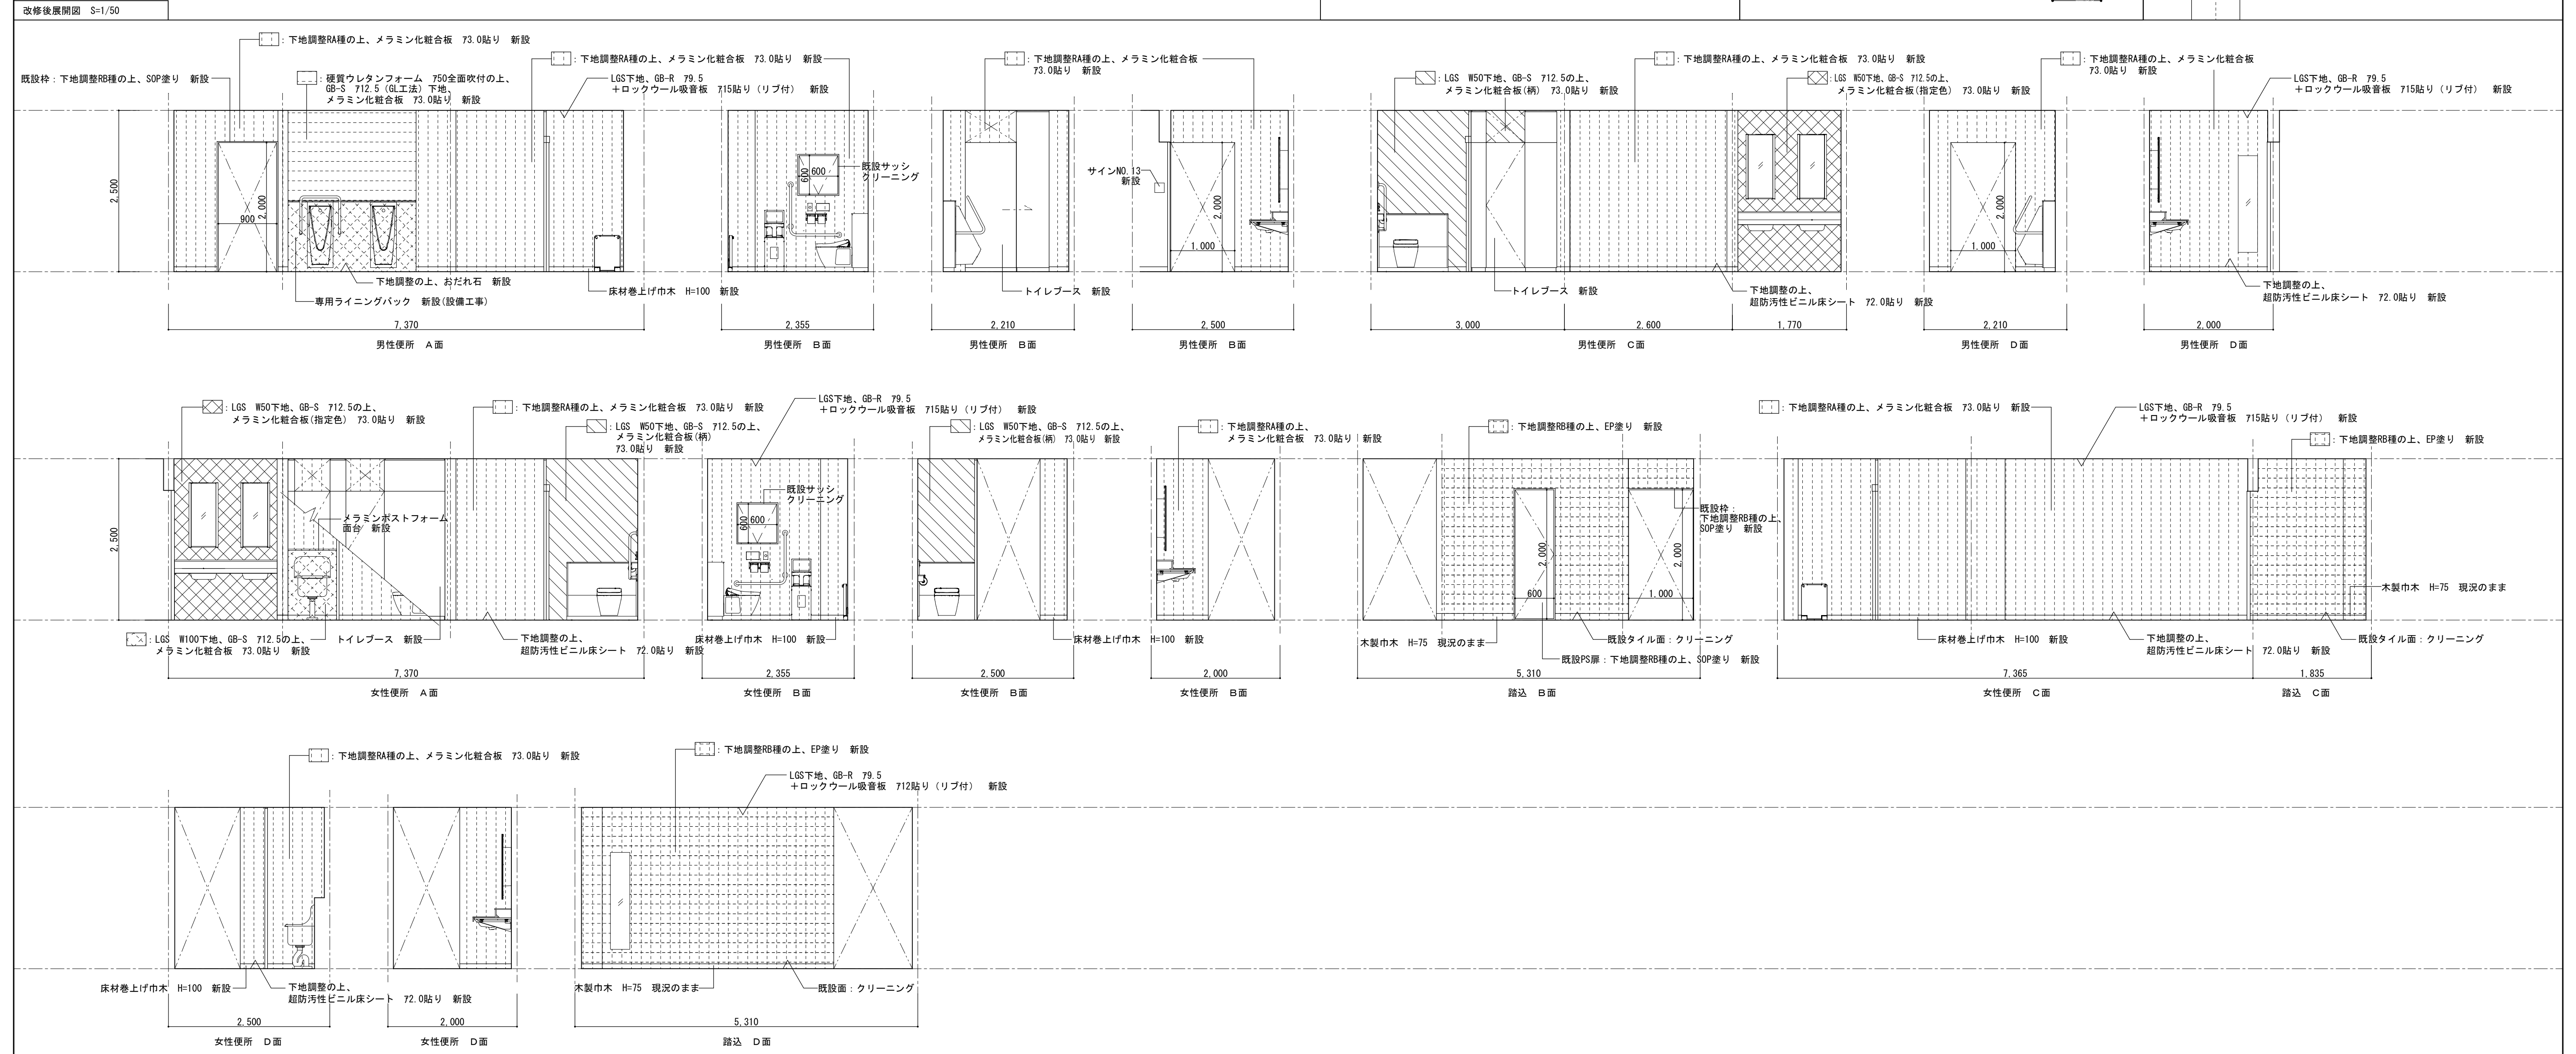 改修後展開図 S=1/50
:下地調整RA種の上、メラミン化粧合板 ｱ3.0貼り 新設
既設枠：下地調整RB種の上、SOP塗り 新設
:硬質ウレタンフォーム ｱ50全面吹付の上、
GB-S ｱ12.5（GL工法）下地、
メラミン化粧合板 ｱ3.0貼り 新設
:下地調整RA種の上、メラミン化粧合板 ｱ3.0貼り 新設
LGS下地、GB-R ｱ9.5
＋ロックウール吸音板 ｱ15貼り（リブ付） 新設
2,500
900
2,000
下地調整の上、おだれ石 新設
専用ライニングバック 新設(設備工事)
床材巻上げ巾木 H=100 新設
7,370
男性便所 A面
既設サッシ
クリーニング
600
600
2,355
男性便所 B面
:下地調整RA種の上、メラミン化粧合板
ｱ3.0貼り 新設
トイレブース 新設
2,210
男性便所 B面
サインNO.13
新設
2,000
1,000
2,500
男性便所 B面
:LGS W50下地、GB-S ｱ12.5の上、
メラミン化粧合板(柄) ｱ3.0貼り 新設
:下地調整RA種の上、メラミン化粧合板 ｱ3.0貼り 新設
:LGS W50下地、GB-S ｱ12.5の上、
メラミン化粧合板(指定色) ｱ3.0貼り 新設
トイレブース 新設
下地調整の上、
超防汚性ビニル床シート ｱ2.0貼り 新設
3,000
2,600
1,770
男性便所 C面
:下地調整RA種の上、メラミン化粧合板
ｱ3.0貼り 新設
2,000
1,000
2,210
男性便所 D面
LGS下地、GB-R ｱ9.5
＋ロックウール吸音板 ｱ15貼り（リブ付） 新設
下地調整の上、
超防汚性ビニル床シート ｱ2.0貼り 新設
2,000
男性便所 D面
:LGS W50下地、GB-S ｱ12.5の上、
メラミン化粧合板(指定色) ｱ3.0貼り 新設
:下地調整RA種の上、メラミン化粧合板 ｱ3.0貼り 新設
:LGS W50下地、GB-S ｱ12.5の上、
メラミン化粧合板(柄)
ｱ3.0貼り 新設
2,500
メラミンポストフォーム
面台 新設
:LGS W100下地、GB-S ｱ12.5の上、
メラミン化粧合板 ｱ3.0貼り 新設
トイレブース 新設
下地調整の上、
超防汚性ビニル床シート ｱ2.0貼り 新設
7,370
女性便所 A面
LGS下地、GB-R ｱ9.5
＋ロックウール吸音板 ｱ15貼り（リブ付） 新設
既設サッシ
クリーニング
600
600
床材巻上げ巾木 H=100 新設
2,355
女性便所 B面
:LGS W50下地、GB-S ｱ12.5の上、
メラミン化粧合板(柄) ｱ3.0貼り 新設
床材巻上げ巾木 H=100 新設
2,500
女性便所 B面
:下地調整RA種の上、
メラミン化粧合板 ｱ3.0貼り 新設
2,000
女性便所 B面
:下地調整RB種の上、EP塗り 新設
既設枠：
下地調整RB種の上、
SOP塗り 新設
2,000
600
2,000
1,000
木製巾木 H=75 現況のまま
既設タイル面：クリーニング
既設PS扉：下地調整RB種の上、SOP塗り 新設
5,310
踏込 B面
:下地調整RA種の上、メラミン化粧合板 ｱ3.0貼り 新設
LGS下地、GB-R ｱ9.5
＋ロックウール吸音板 ｱ15貼り（リブ付） 新設
:下地調整RB種の上、EP塗り 新設
木製巾木 H=75 現況のまま
床材巻上げ巾木 H=100 新設
下地調整の上、
超防汚性ビニル床シート ｱ2.0貼り 新設
既設タイル面：クリーニング
7,365
1,835
女性便所 C面
踏込 C面
:下地調整RA種の上、メラミン化粧合板 ｱ3.0貼り 新設
床材巻上げ巾木 H=100 新設
下地調整の上、
超防汚性ビニル床シート ｱ2.0貼り 新設
2,500
女性便所 D面
2,000
女性便所 D面
:下地調整RB種の上、EP塗り 新設
LGS下地、GB-R ｱ9.5
＋ロックウール吸音板 ｱ12貼り（リブ付） 新設
木製巾木 H=75 現況のまま
既設面：クリーニング
5,310
踏込 D面